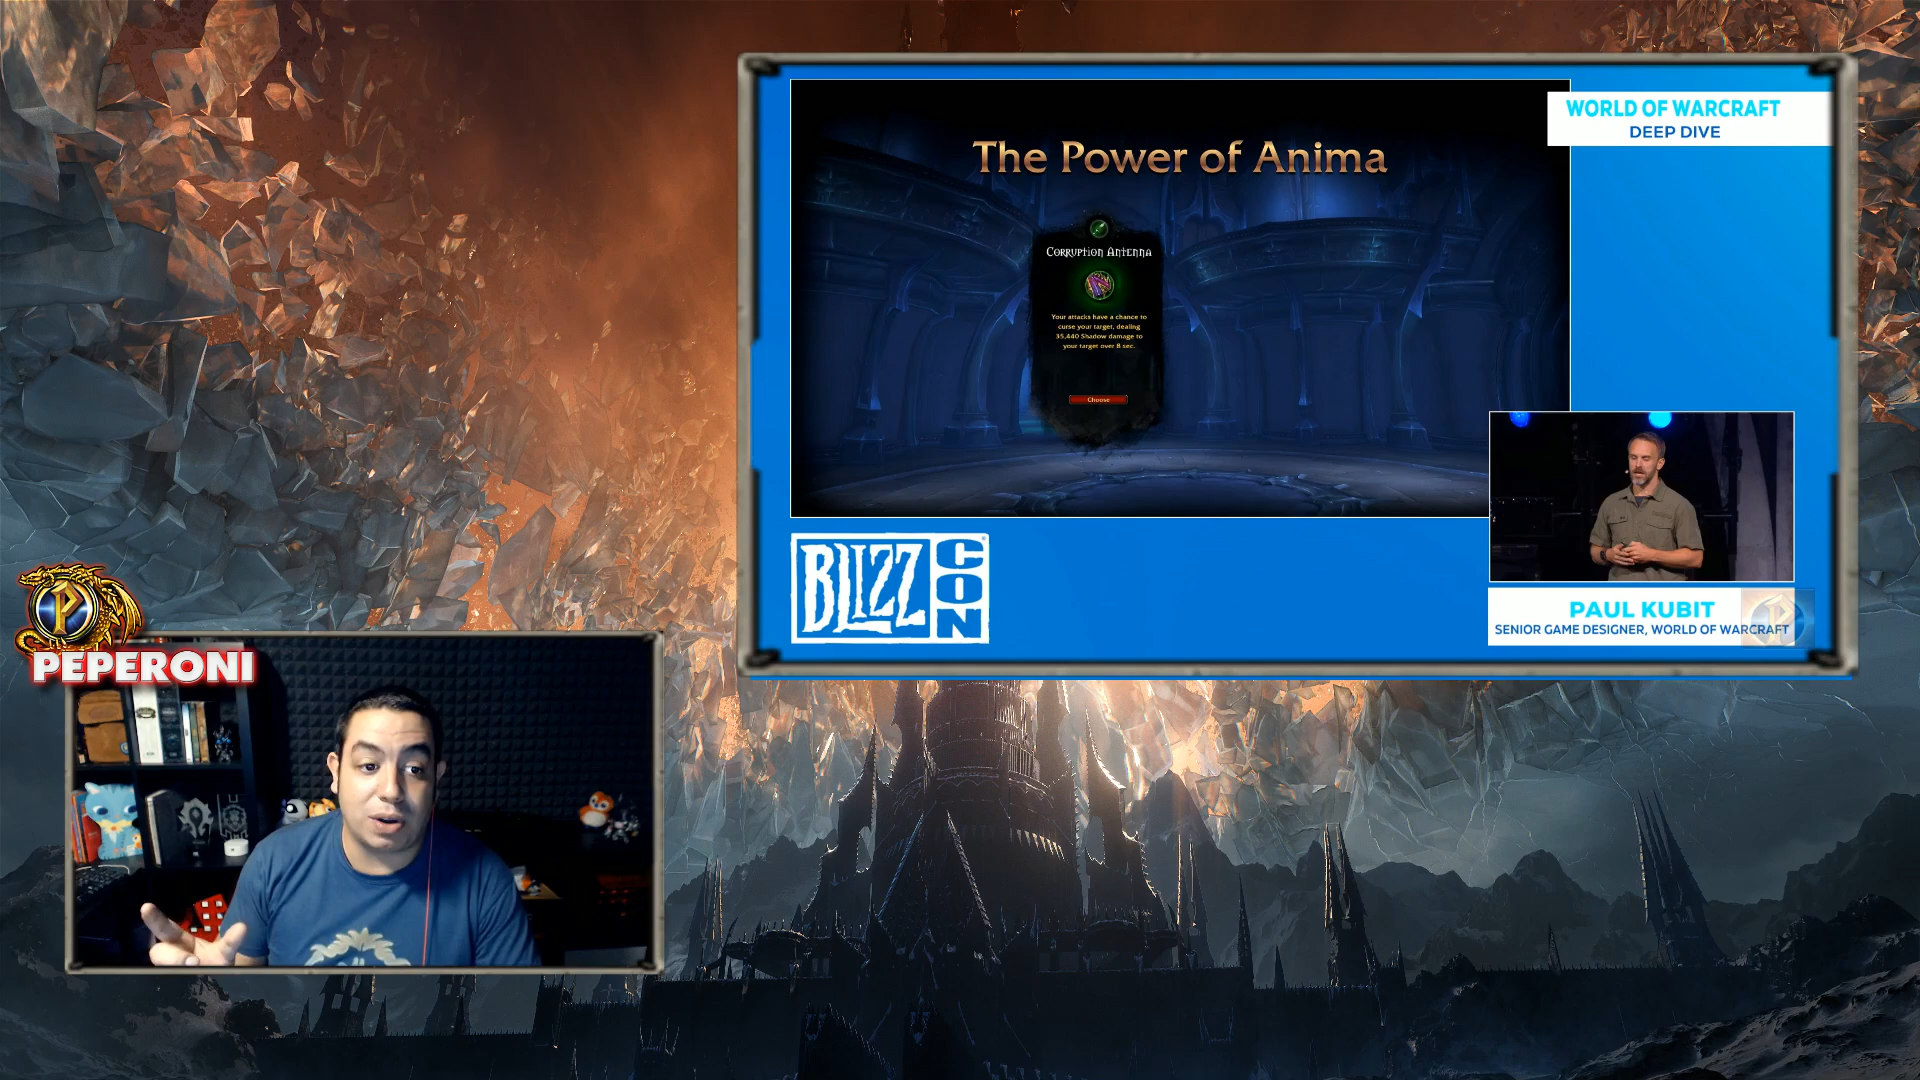 WORLD OF WARCRAFT
DEEP DIVE
The Power of Anima
Corruption Antenna
Your attacks have a chance to
curse your target, dealing
35,440 Shadow damage to
your target over 8 sec.
Choose
BLIZZ
CON
PAUL KUBIT
SENIOR GAME DESIGNER, WORLD OF WARCRAFT
P
PEPERONI